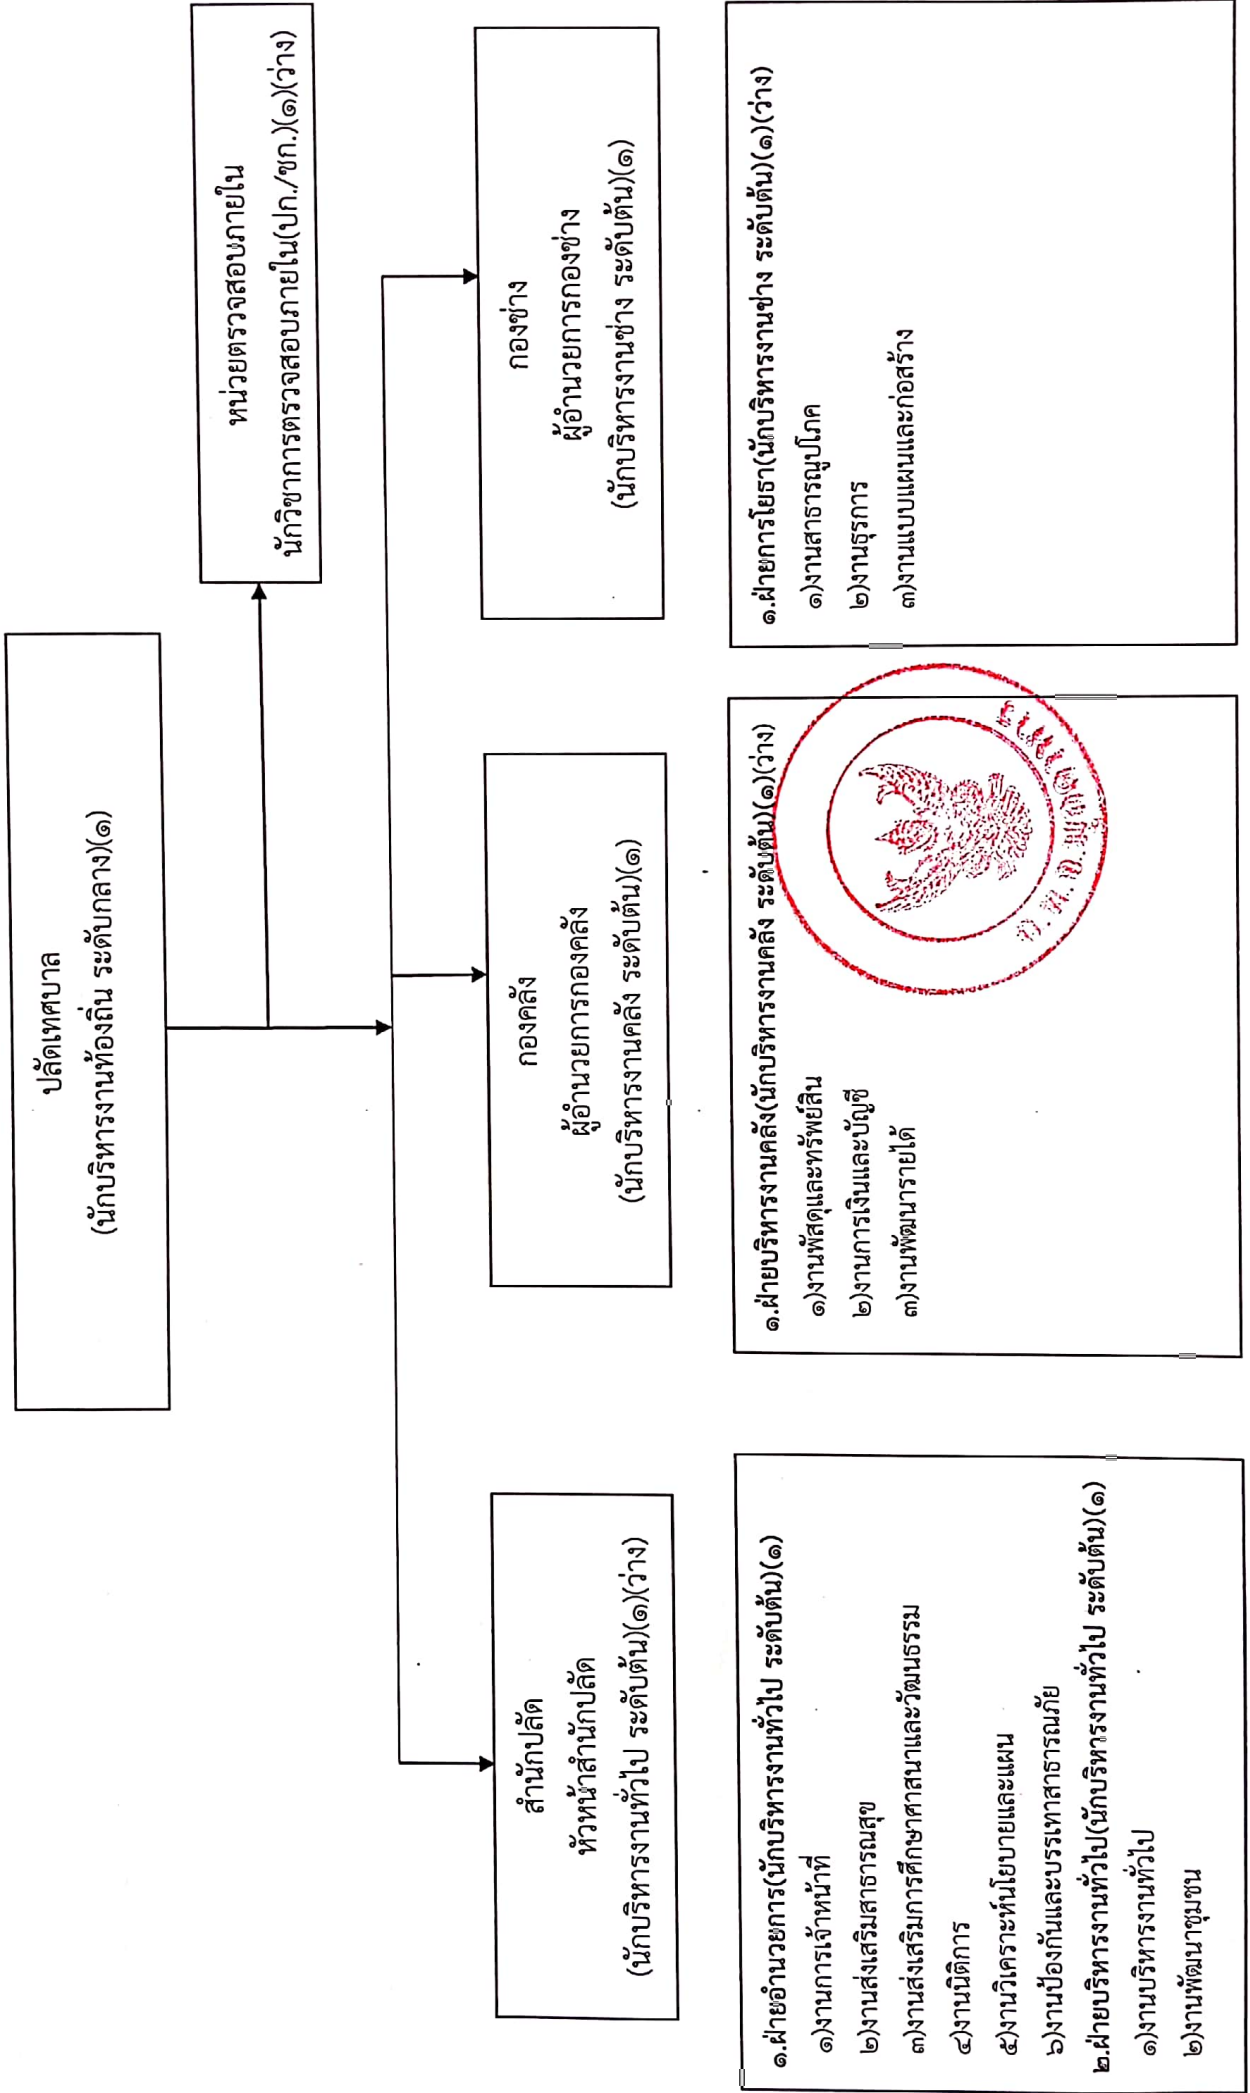 ปลัดเทศบาล
(นักบริหารงานท้องถิ่น ระดับกลาง)(๑)
หน่วยตรวจสอบภายใน
นักวิชาการตรวจสอบภายใน(ปก./ชก.)(๑)(ว่าง)
สำนักปลัด
หัวหน้าสำนักปลัด
(นักบริหารงานทั่วไป ระดับต้น)(๑)(ว่าง)
กองคลัง
ผู้อำนวยการกองคลัง
(นักบริหารงานคลัง ระดับต้น)(๑)
กองช่าง
ผู้อำนวยการกองช่าง
(นักบริหารงานช่าง ระดับต้น)(๑)
๑.ฝ่ายอำนวยการ(นักบริหารงานทั่วไป ระดับต้น)(๑)
๑)งานการเจ้าหน้าที่
๒)งานส่งเสริมสาธารณสุข
๓)งานส่งเสริมการศึกษาศาสนาและวัฒนธรรม
๔)งานนิติการ
๕)งานวิเคราะห์นโยบายและแผน
๖)งานป้องกันและบรรเทาสาธารณภัย
๒.ฝ่ายบริหารงานทั่วไป(นักบริหารงานทั่วไป ระดับต้น)(๑)
๑)งานบริหารงานทั่วไป
๒)งานพัฒนาชุมชน
๑.ฝ่ายบริหารงานคลัง(นักบริหารงานคลัง ระดับต้น)(๑)(ว่าง)
๑)งานพัสดุและทรัพย์สิน
๒)งานการเงินและบัญชี
๓)งานพัฒนารายได้
๑.ฝ่ายการโยธา(นักบริหารงานช่าง ระดับต้น)(๑)(ว่าง)
๑)งานสาธารณูปโภค
๒)งานธุรการ
๓)งานแบบแผนและก่อสร้าง